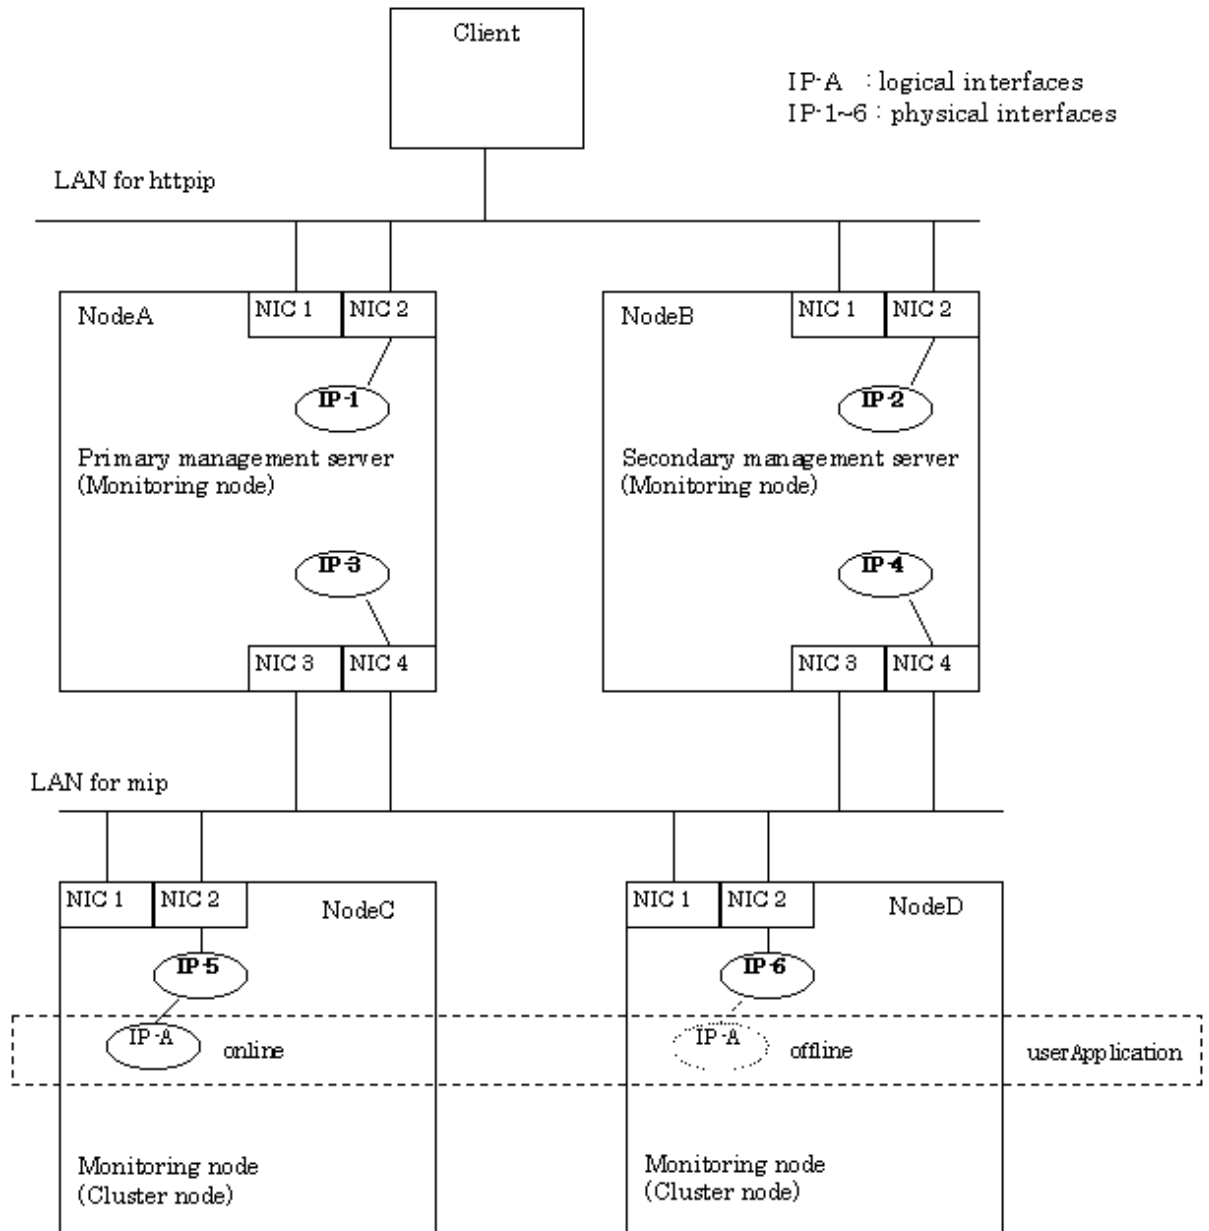 Client
IP-A : logical interfaces
IP-1~6 : physical interfaces
LAN for httpip
NodeA
NIC 1
NIC 2
NodeB
NIC 1
NIC 2
IP-1
IP-2
Primary management server
(Monitoring node)
Secondary management server
(Monitoring node)
IP-3
IP-4
NIC 3
NIC 4
NIC 3
NIC 4
LAN for mip
NIC 1
NIC 2
NodeC
NIC 1
NIC 2
NodeD
IP-5
IP-6
IP-A
online
IP-A
offline
userApplication
Monitoring node
(Cluster node)
Monitoring node
(Cluster node)